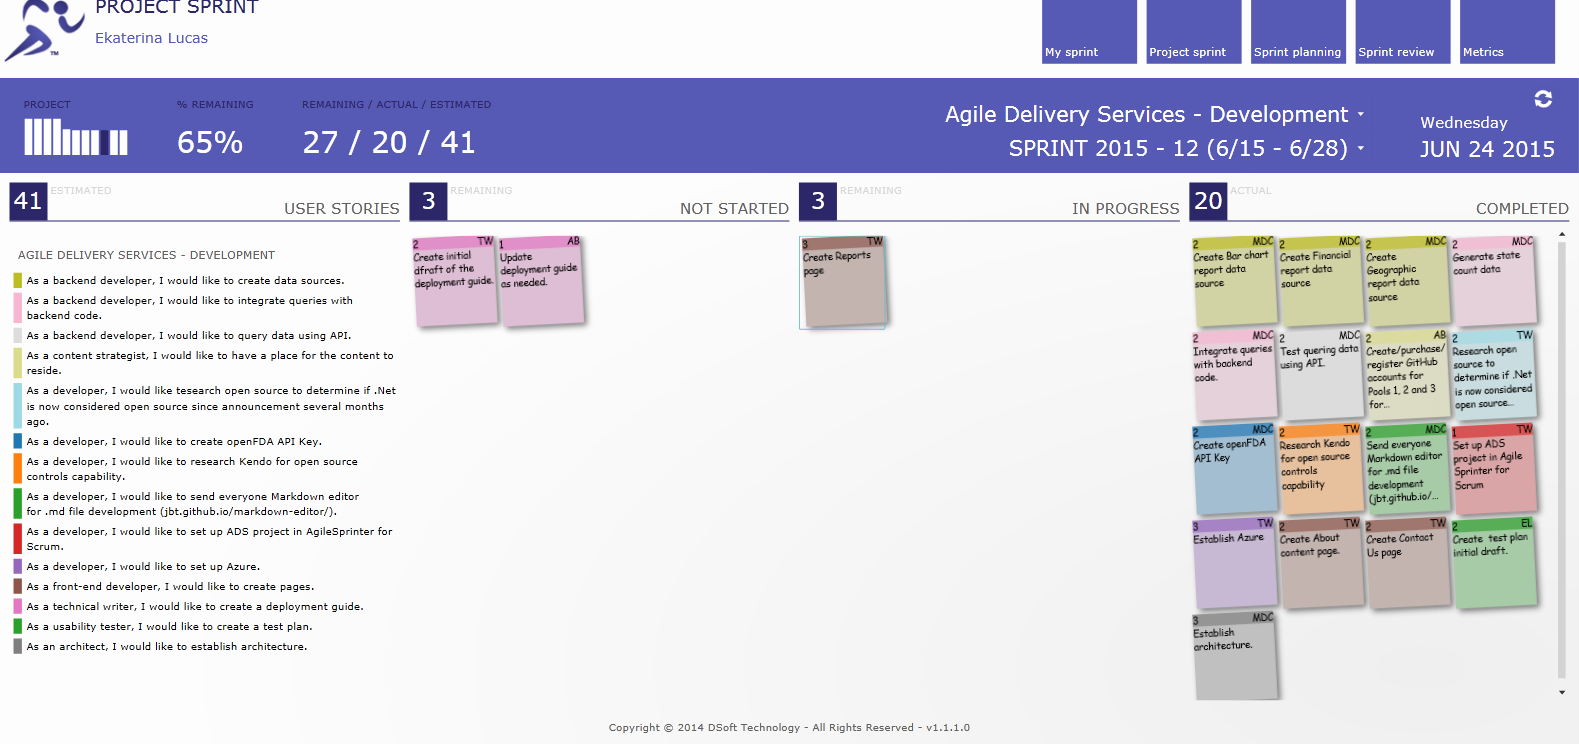 PROJECT SPRINT
Ekaterina Lucas
TM
My sprint
Project sprint
Sprint planning
Sprint review
Metrics
PROJECT
% REMAINING
65%
REMAINING / ACTUAL / ESTIMATED
27 / 20 / 41
Agile Delivery Services - Development
SPRINT 2015 - 12 (6/15 - 6/28)
Wednesday
JUN 24 2015
41
ESTIMATED
USER STORIES
3
REMAINING
NOT STARTED
3
REMAINING
IN PROGRESS
20
ACTUAL
COMPLETED
AGILE DELIVERY SERVICES - DEVELOPMENT
As a backend developer, I would like to create data sources.
As a backend developer, I would like to integrate queries with
backend code.
As a backend developer, I would like to query data using API.
As a content strategist, I would like to have a place for the content to
reside.
As a developer, I would like tesearch open source to determine if .Net
is now considered open source since announcement several months
ago.
As a developer, I would like to create openFDA API Key.
As a developer, I would like to research Kendo for open source
controls capability.
As a developer, I would like to send everyone Markdown editor
for .md file development (jbt.github.io/markdown-editor/).
As a developer, I would like to set up ADS project in AgileSprinter for
Scrum.
As a developer, I would like to set up Azure.
As a front-end developer, I would like to create pages.
As a technical writer, I would like to create a deployment guide.
As a usability tester, I would like to create a test plan.
As an architect, I would like to establish architecture.
2 TW
Create initial
dfraft of the
deployment guide.
1 AB
Update
deployment guide
as needed.
3 TW
Create Reports
page
2 MDC
Create Bar chart
report data
source
2 MDC
Create Financial
report data
source
2 MDC
Create
Geographic
report data
source
2 MDC
Generate state
count data
2 MDC
Integrate queries
with backend
code.
2 MDC
Test quering data
using API.
2 AB
Create/purchase/
register GitHub
accounts for
Pools 1, 2 and 3
for...
2 TW
Research open
source to
determine if .Net
is now considered
open source...
2 MDC
Create openFDA
API Key
2 TW
Research Kendo
for open source
controls
capability
2 MDC
Send everyone
Markdown editor
for .md file
development
(jbt.github.io/...
1 TW
Set up ADS
project in Agile
Sprinter for
Scrum
3 TW
Establish Azure
2 TW
Create About
content page.
2 TW
Create Contact
Us page
2 EL
Create test plan
initial draft.
3 MDC
Establish
architecture.
Copyright © 2014 DSoft Technology - All Rights Reserved - v1.1.1.0